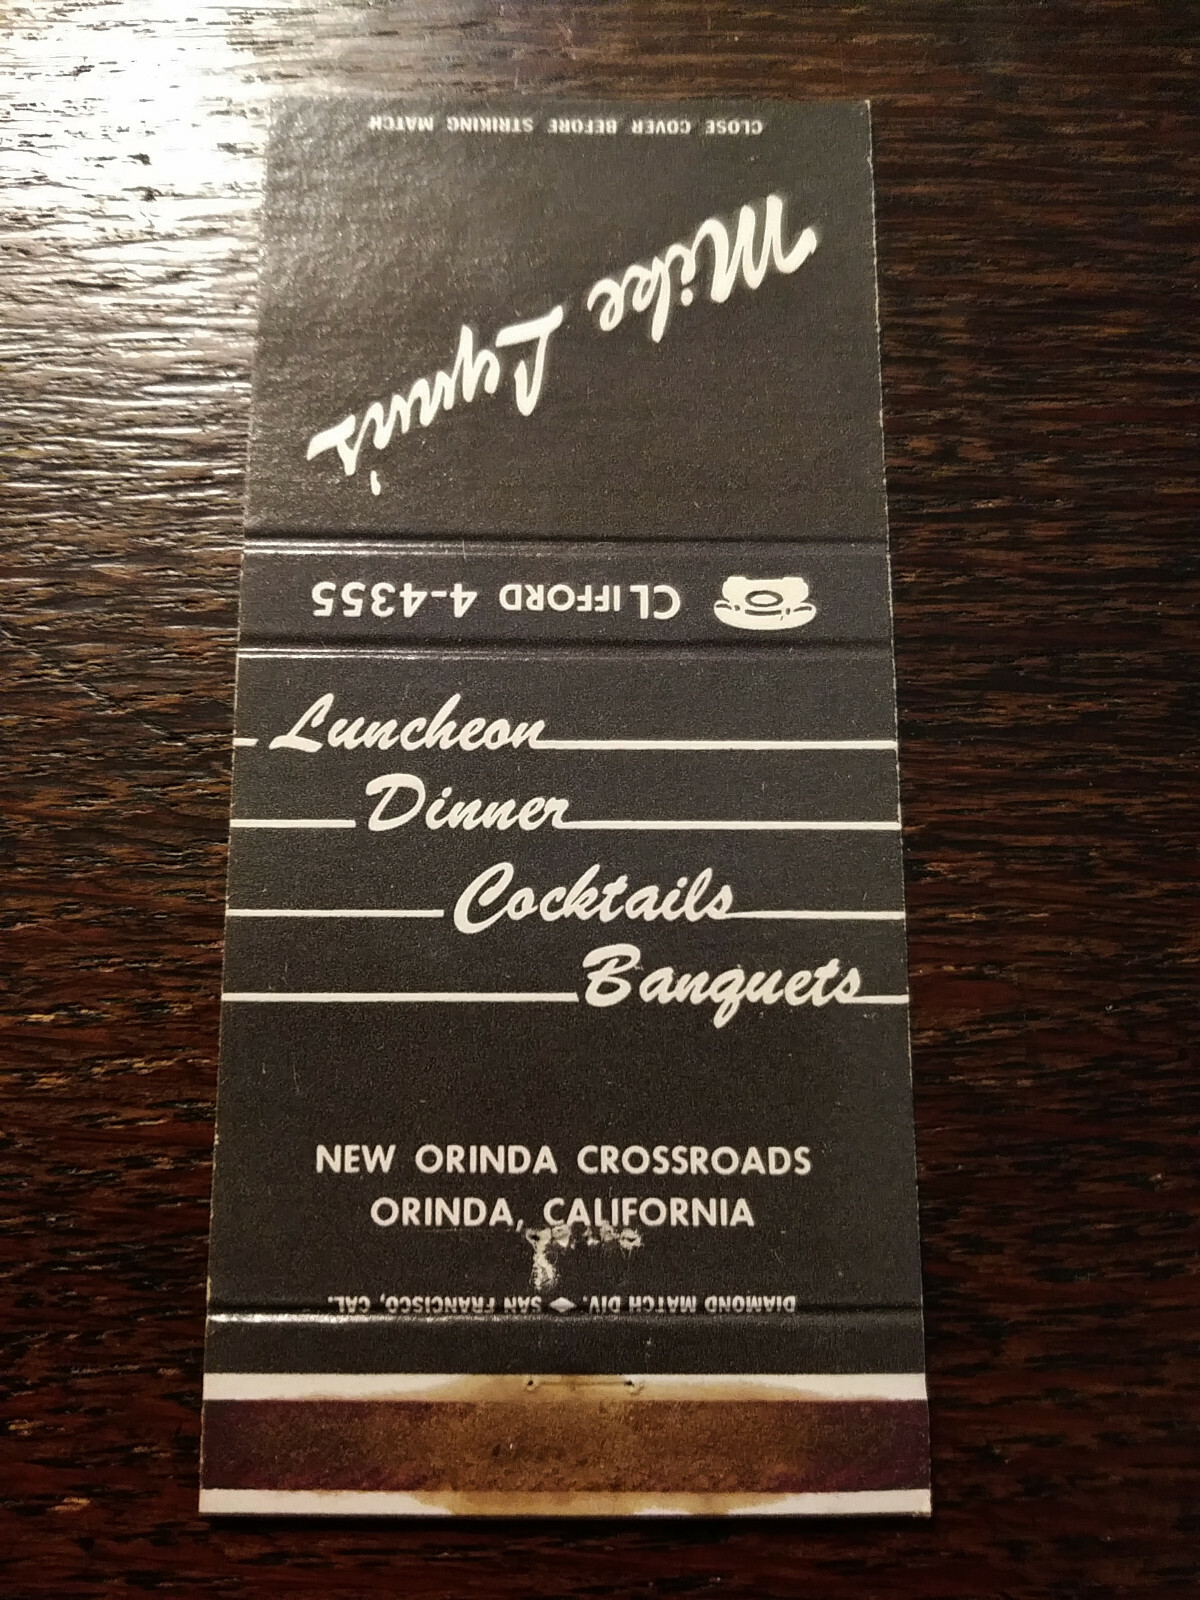 CLOSE COVER BEFORE STRIKING MATCH
Mike Lynn's
CLIFFORD 4-4355
Luncheon
Dinner
Cocktails
Banquets
NEW ORINDA CROSSROADS
ORINDA, CALIFORNIA
DIAMOND MATCH DIV. SAN FRANCISCO, CAL.